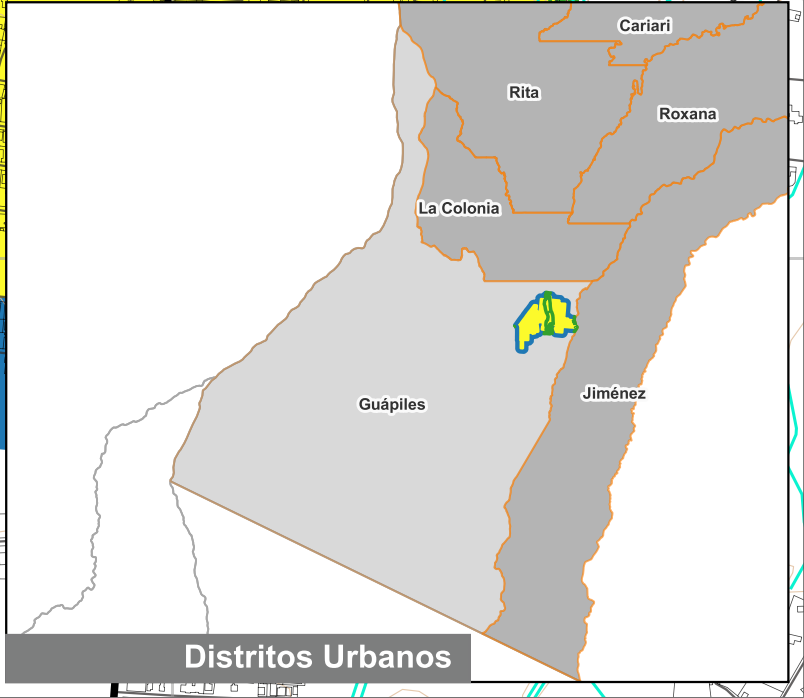 Cariari
Rita
Roxana
La Colonia
Jiménez
Guápiles
Distritos Urbanos